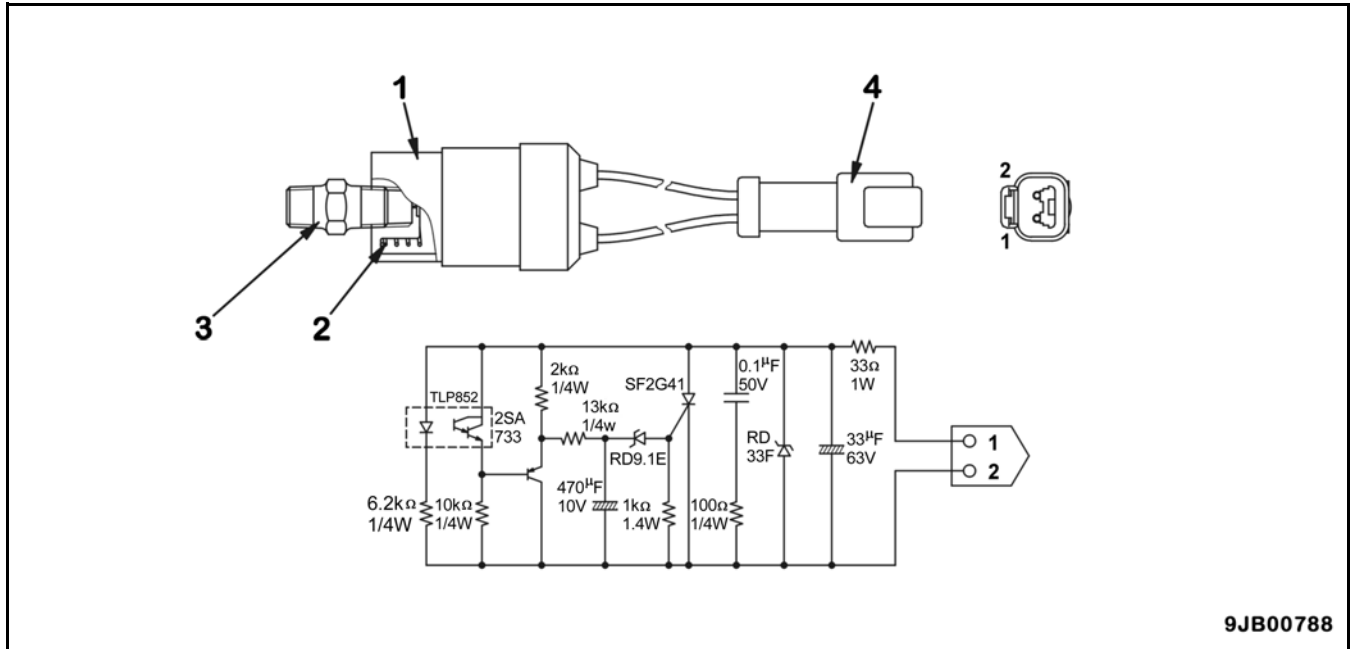 1
4
3
2
2
1
TLP852
2SA
733
6.2kΩ
1/4W
10kΩ
1/4W
2kΩ
1/4W
13kΩ
1/4w
RD9.1E
470μF
10V
1kΩ
1.4W
SF2G41
0.1μF
50V
100Ω
1/4W
RD
33F
33μF
63V
33Ω
1W
1
2
9JB00788